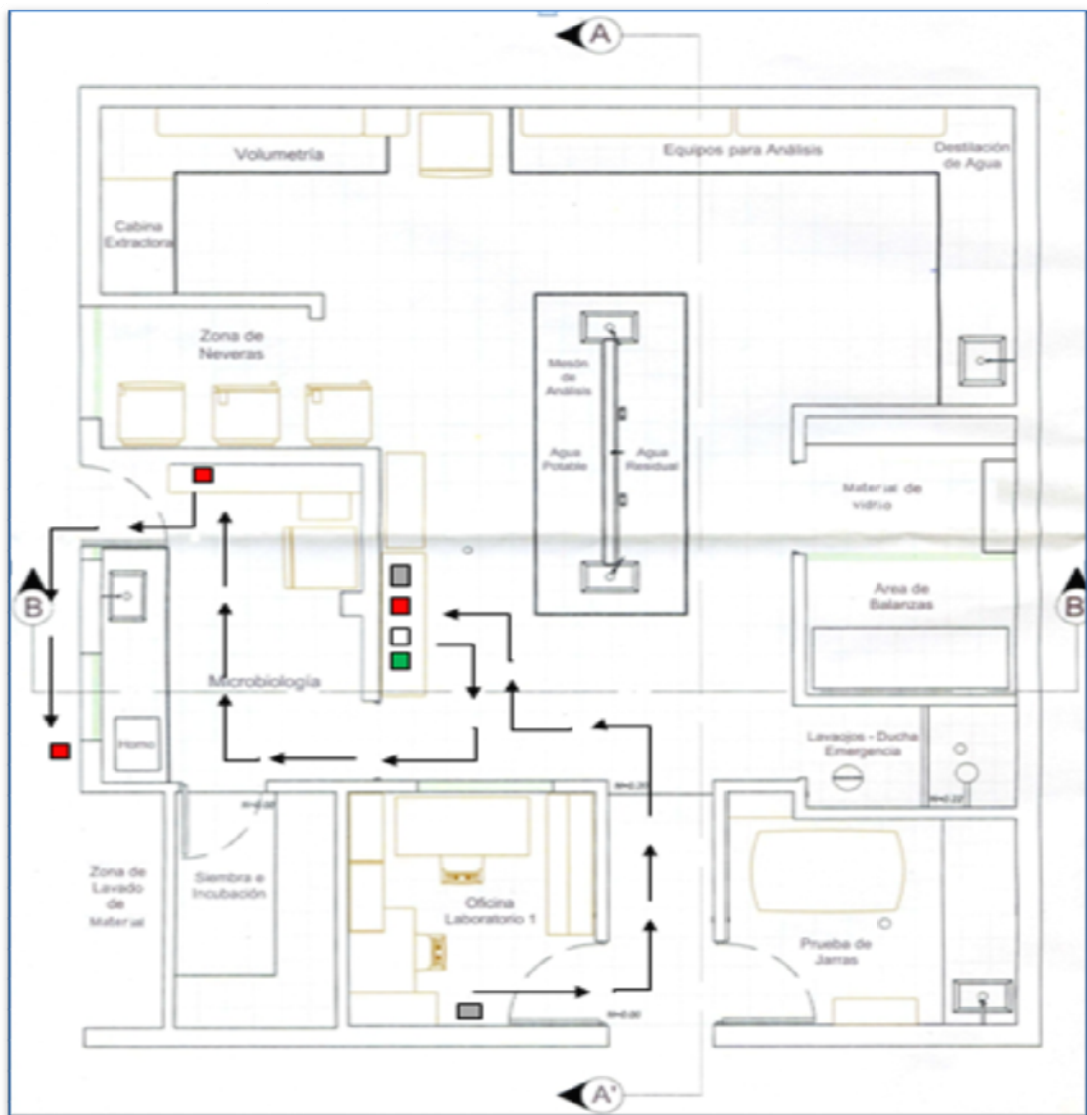 A
Volumetría
Equipos para Análisis
Destilación
de Agua
Cabina
Extractora
Zona de
Neveras
Mesón
de
Análisis
Agua
Potable
Agua
Residual
Material de
vidrio
Area de
Balanzas
B
B'
Microbiología
Horno
Lavaojos - Ducha
Emergencia
Zona de
Lavado
de
Material
Siembra e
Incubación
Oficina
Laboratorio 1
Prueba de
Jarras
A'